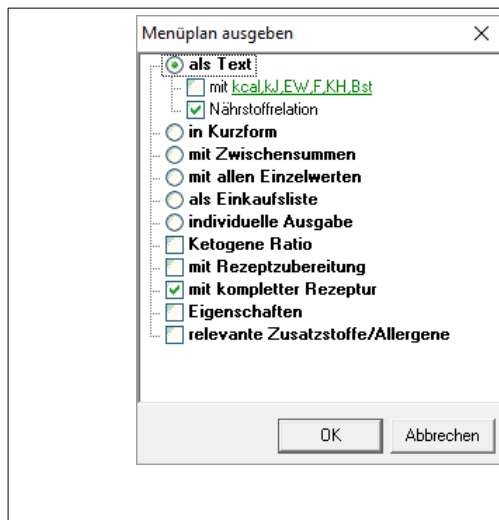 Menüplan ausgeben
als Text
mit kcal,kJ,EW,F,KH,Bst
Nährstoffrelation
in Kurzform
mit Zwischensummen
mit allen Einzelwerten
als Einkaufsliste
individuelle Ausgabe
Ketogene Ratio
mit Rezeptzubereitung
mit kompletter Rezeptur
Eigenschaften
relevante Zusatzstoffe/Allergene
OK Abbrechen